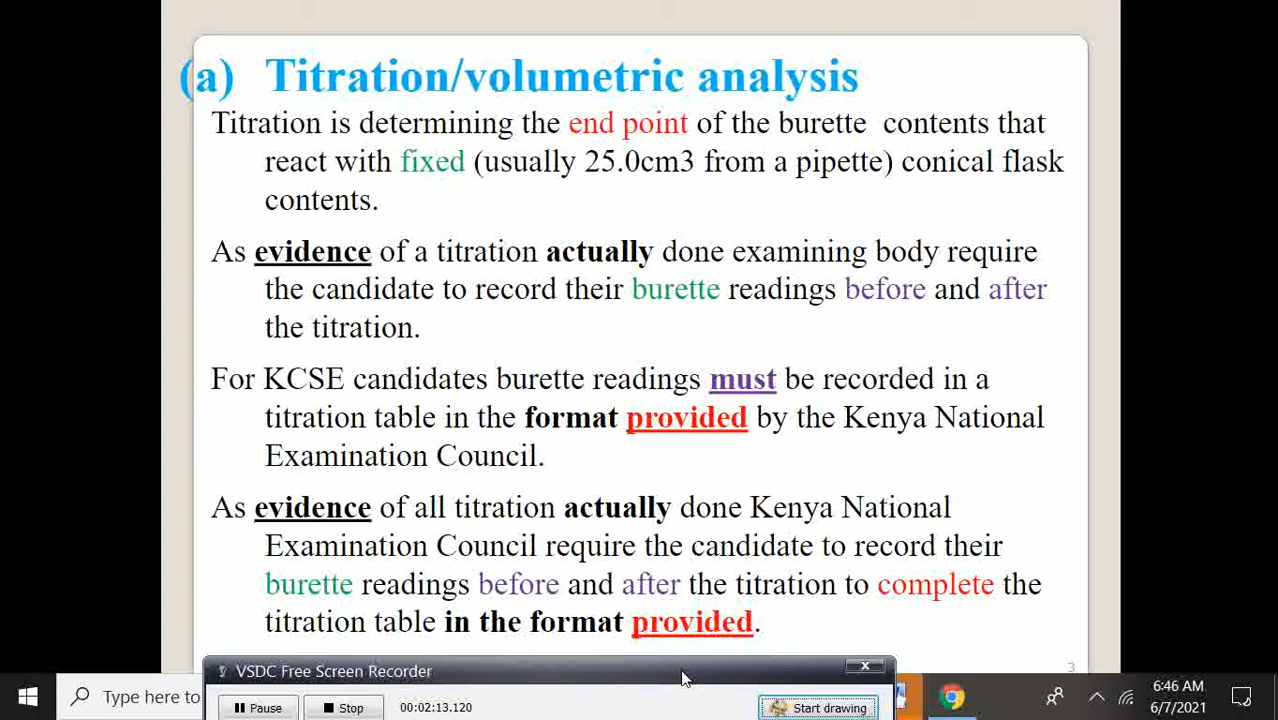 (a) Titration/volumetric analysis
Titration is determining the end point of the burette contents that
react with fixed (usually 25.0cm3 from a pipette) conical flask
contents.
As evidence of a titration actually done examining body require
the candidate to record their burette readings before and after
the titration.
For KCSE candidates burette readings must be recorded in a
titration table in the format provided by the Kenya National
Examination Council.
As evidence of all titration actually done Kenya National
Examination Council require the candidate to record their
burette readings before and after the titration to complete the
titration table in the format provided.
3
VSDC Free Screen Recorder
Pause Stop 00:02:13.120 Start drawing
Type here to
6:46 AM
6/7/2021